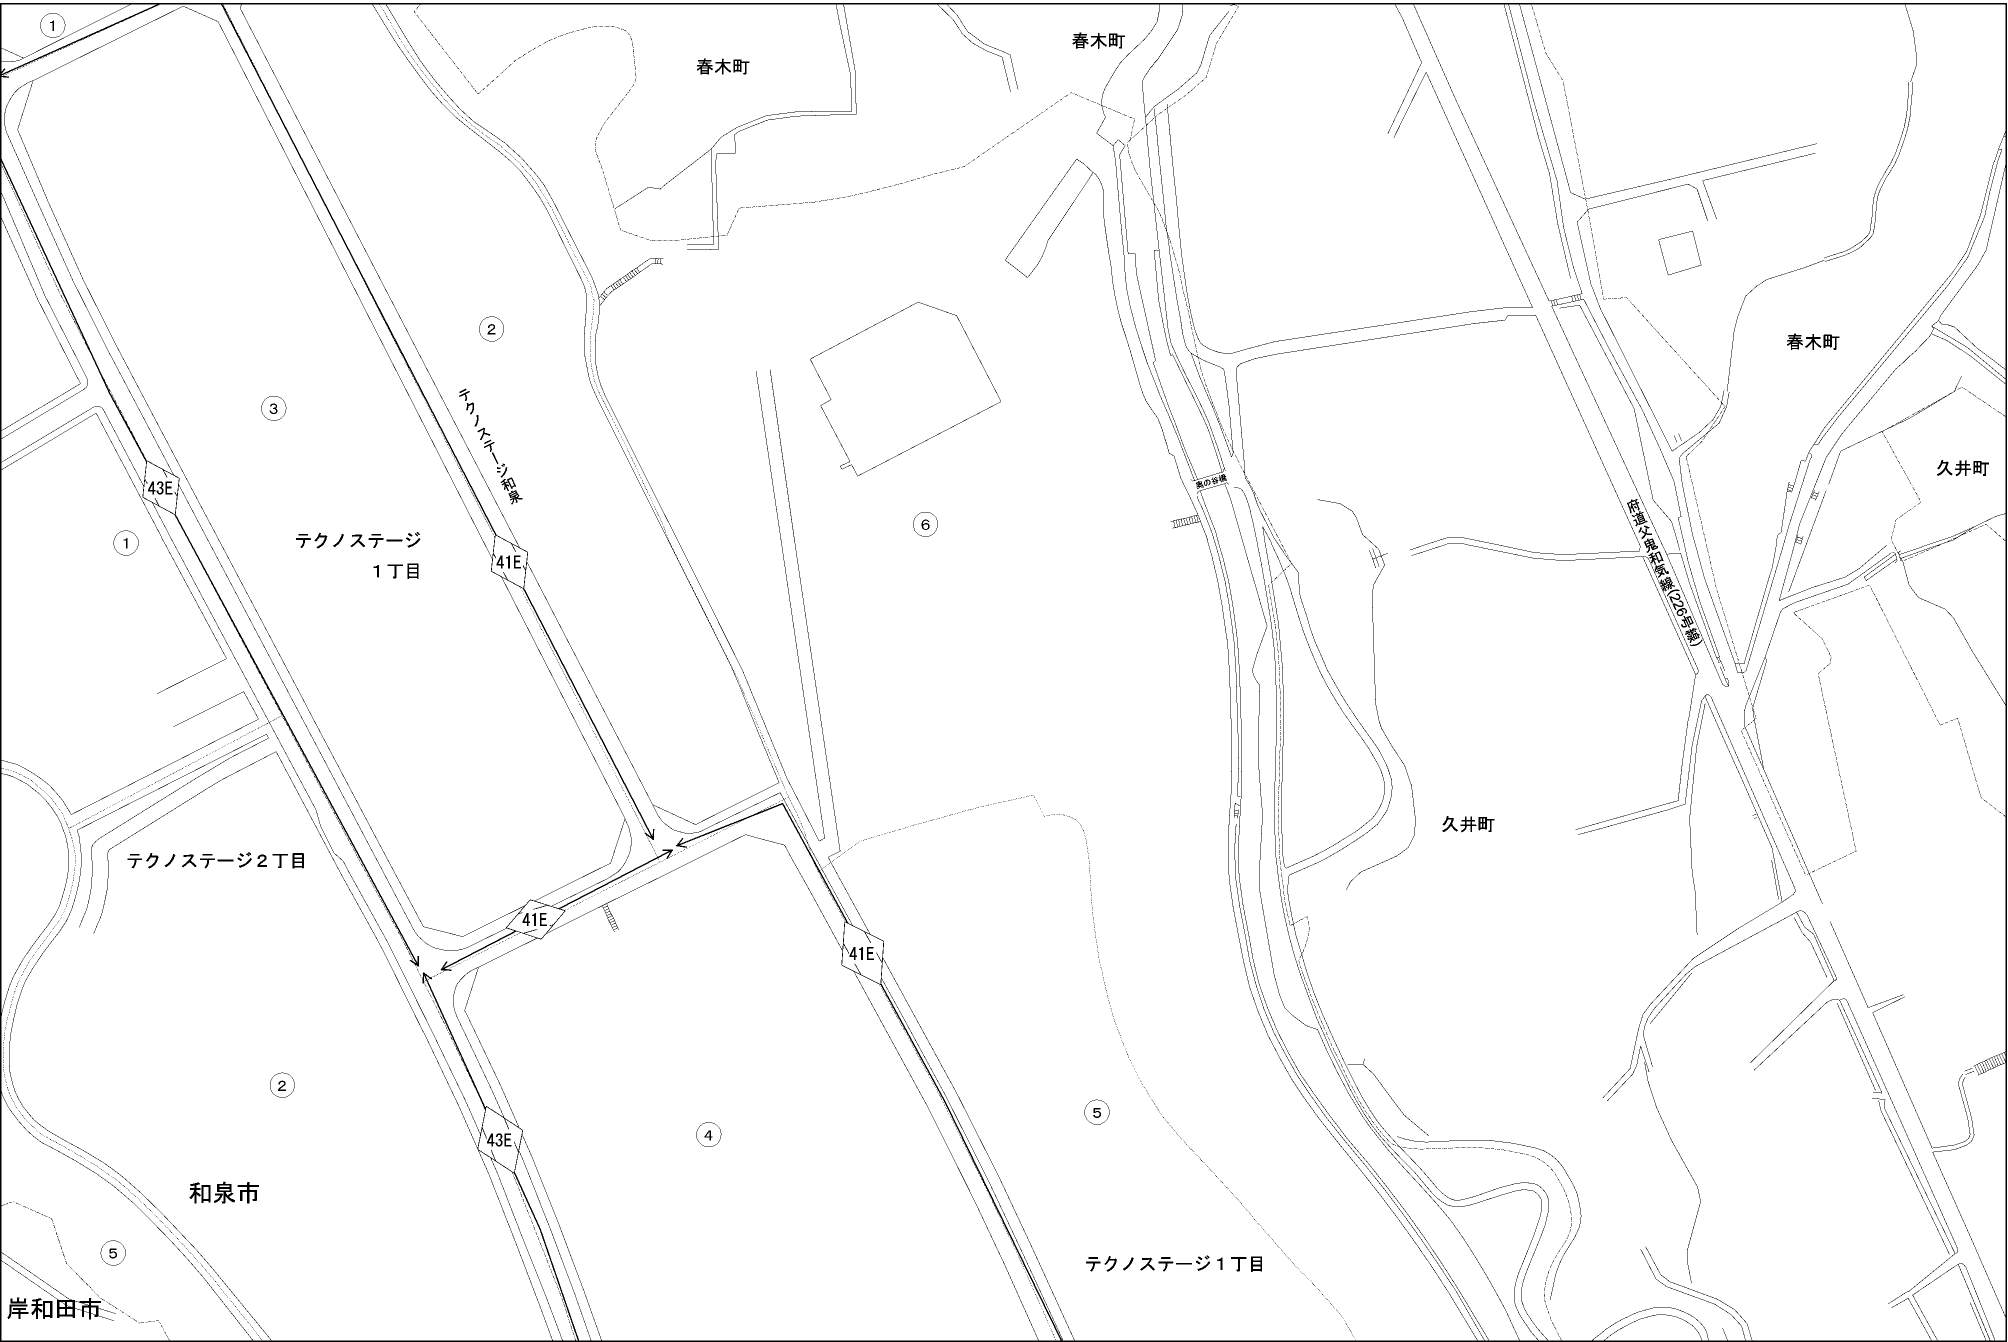 ①
春木町
春木町
②
春木町
③
テクノステージ和泉
久井町
43E
奥の谷橋
府道父鬼和気線(226号線)
⑥
①
テクノステージ
１丁目
41E
久井町
テクノステージ２丁目
41E
41E
②
⑤
④
43E
和泉市
⑤
テクノステージ１丁目
岸和田市